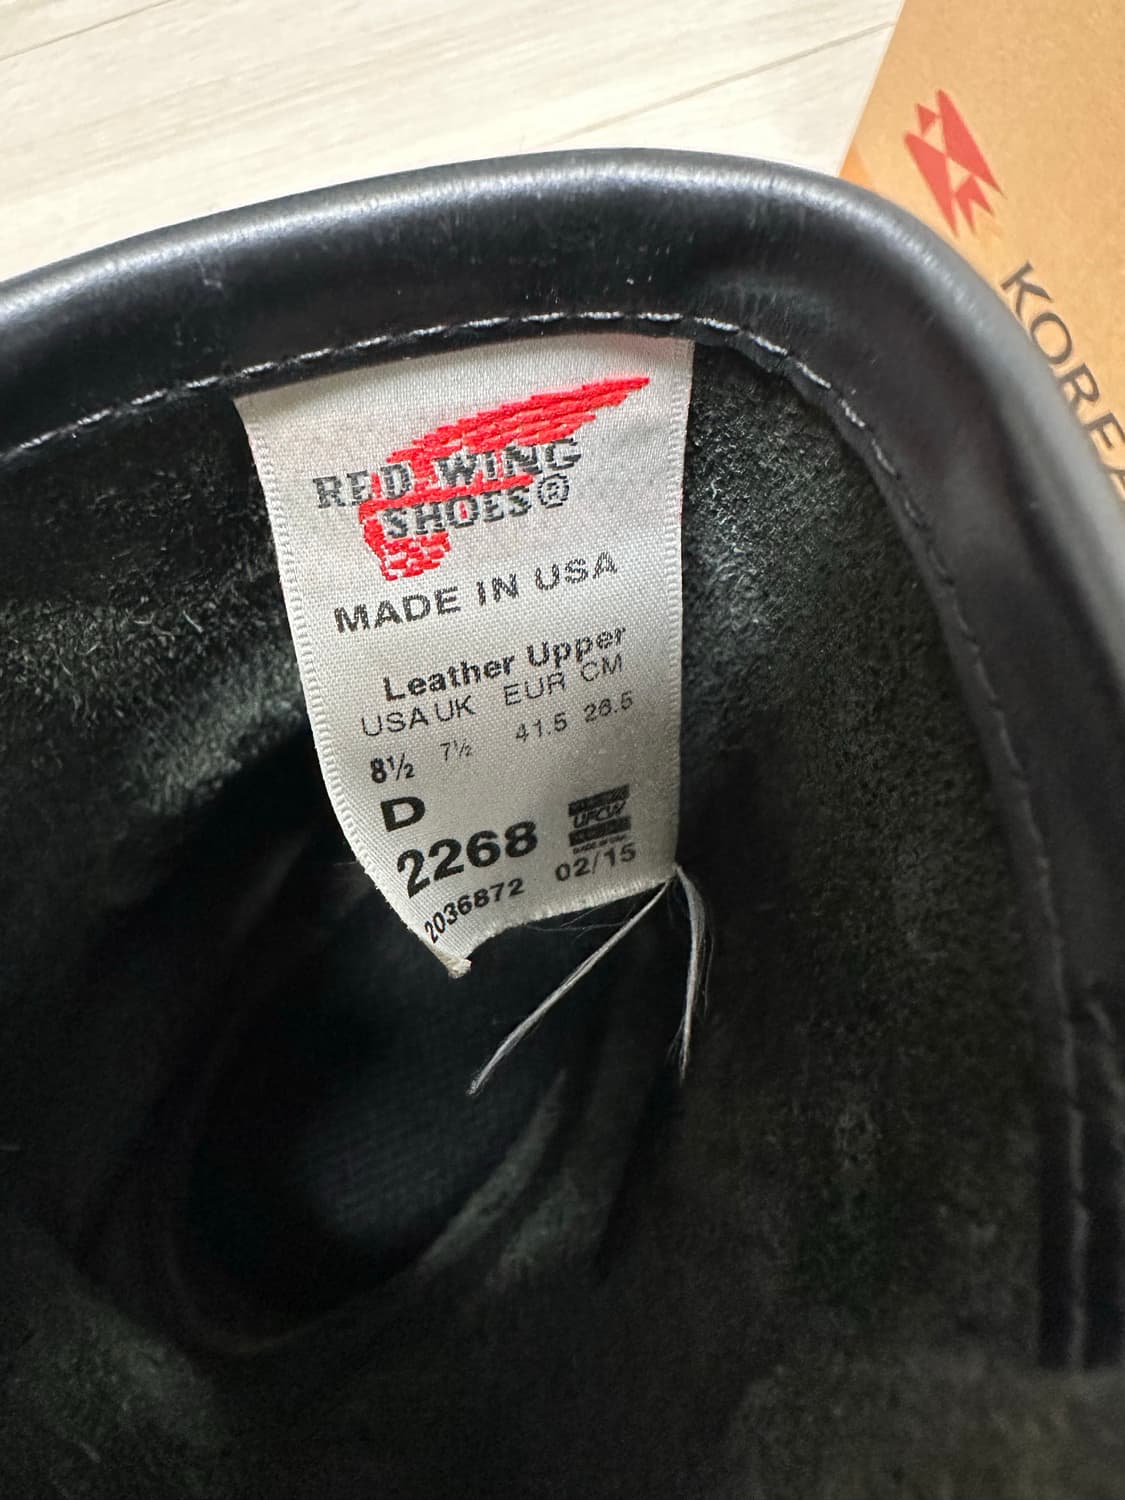 RED WING
SHOES®
MADE IN USA
Leather Upper
USA UK EUR CM
8½ 7½ 41.5 26.5
D
UFCW
2268
2036872 02/15
KOREA